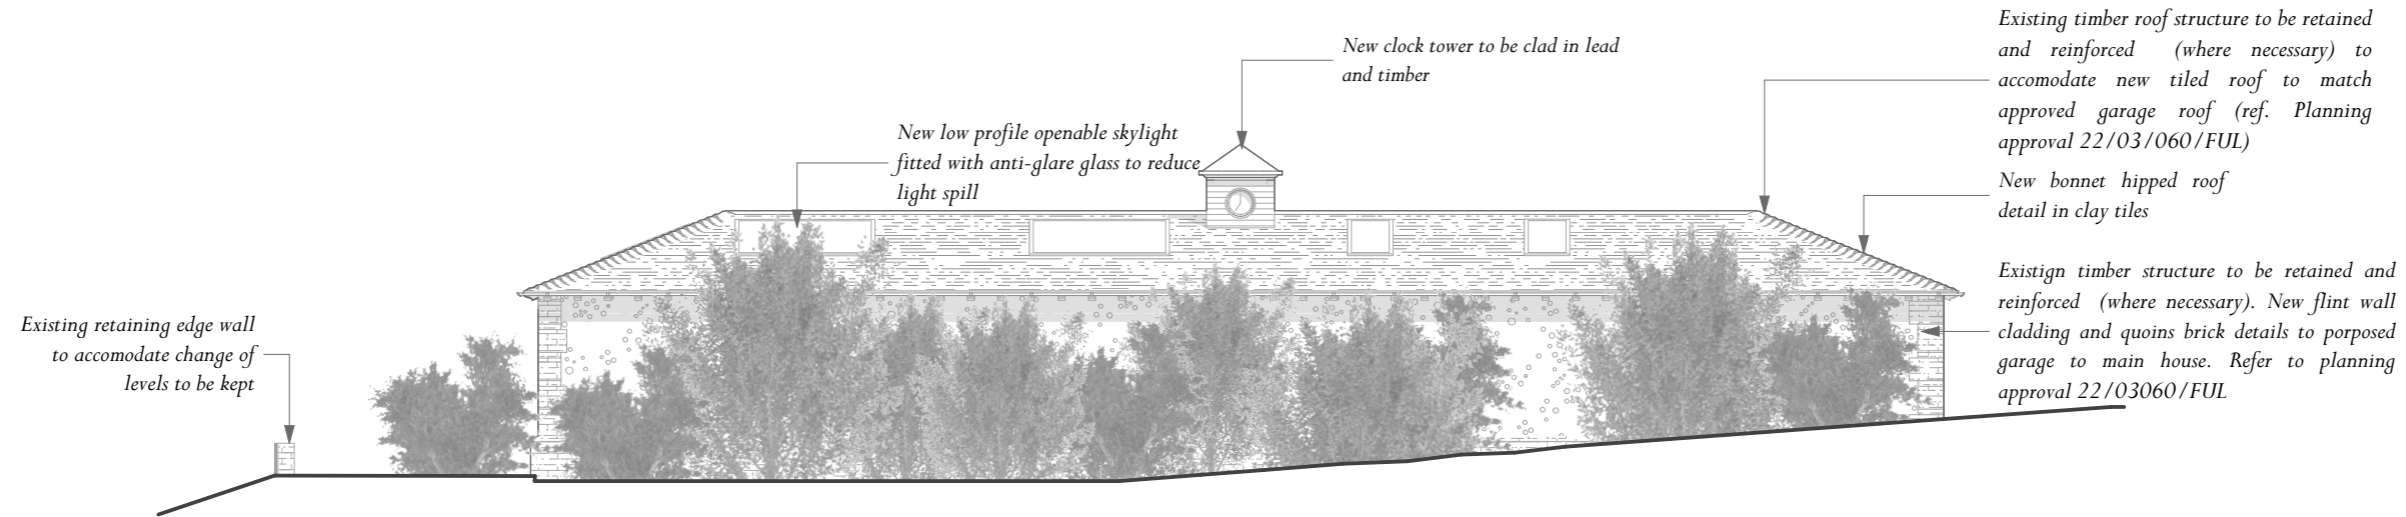 Existing timber roof structure to be retained
and reinforced (where necessary) to
accomodate new tiled roof to match
approved garage roof (ref. Planning
approval 22/03/060/FUL)
New clock tower to be clad in lead
and timber
New low profile openable skylight
fitted with anti-glare glass to reduce
light spill
New bonnet hipped roof
detail in clay tiles
Existign timber structure to be retained and
reinforced (where necessary). New flint wall
cladding and quoins brick details to porposed
garage to main house. Refer to planning
approval 22/03060/FUL
Existing retaining edge wall
to accomodate change of
levels to be kept